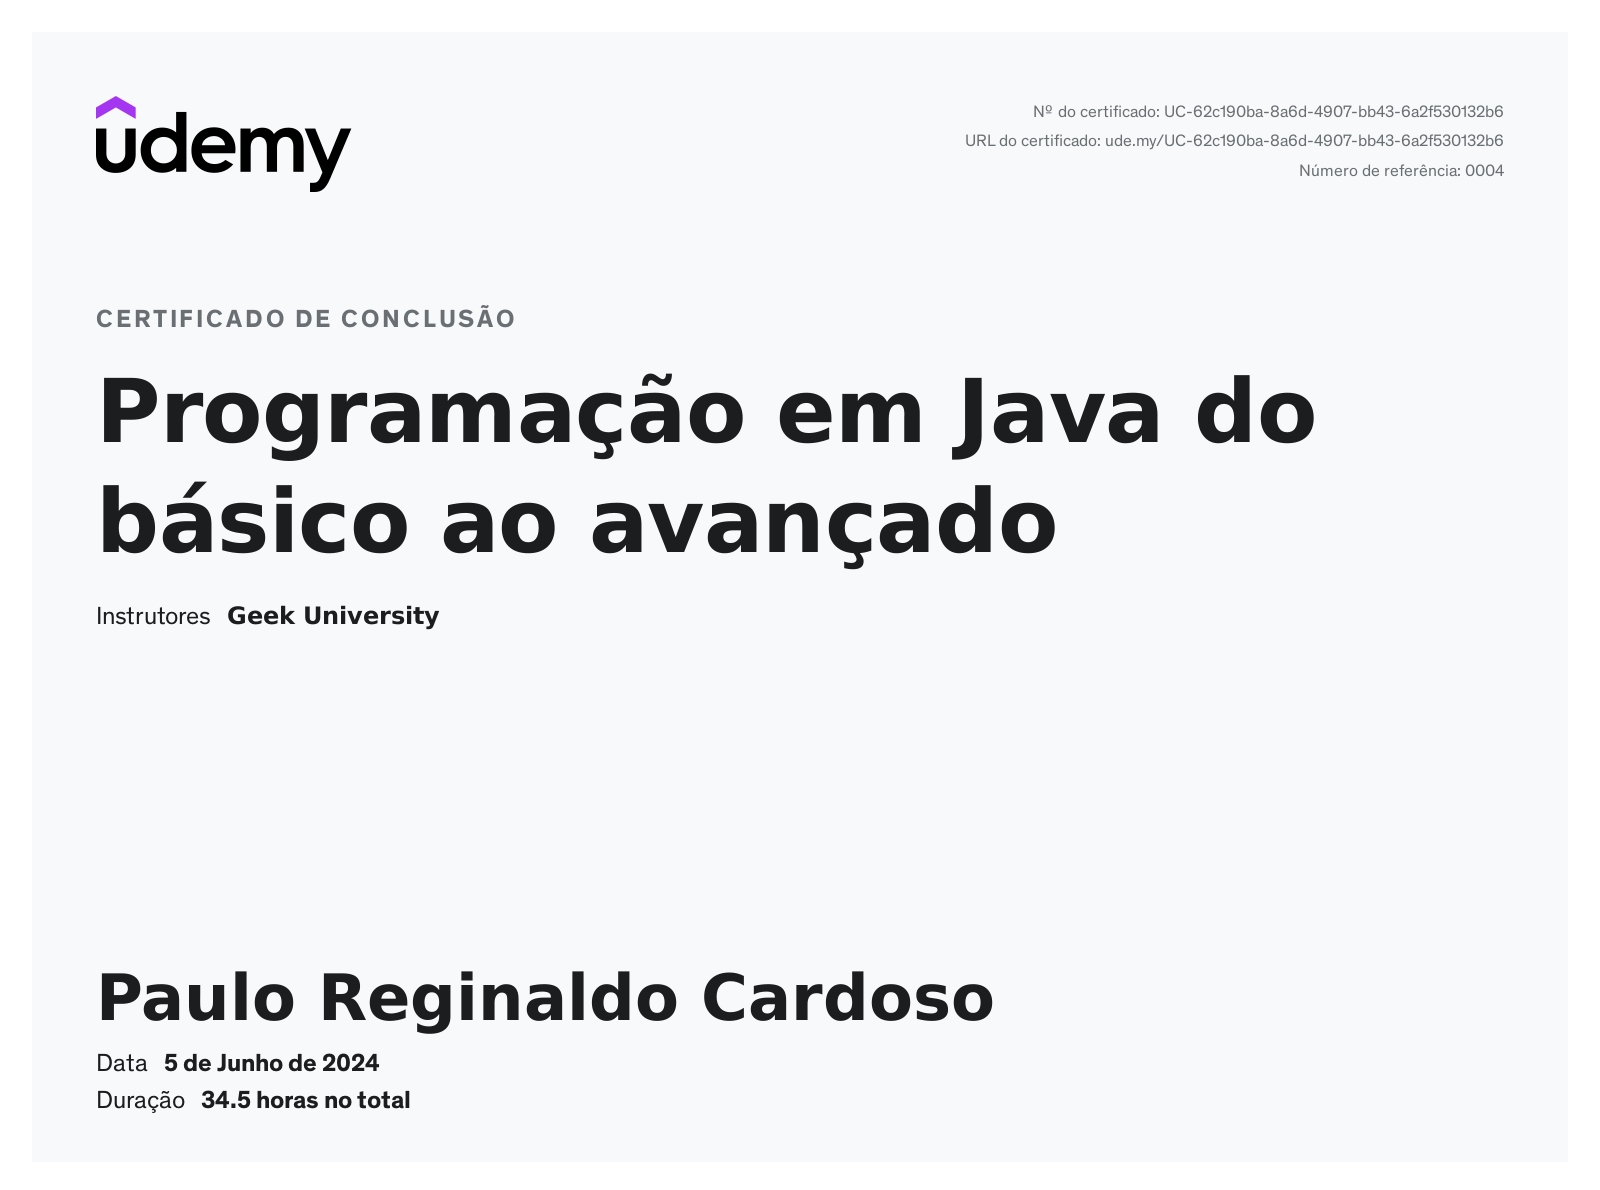 udemy
Nº do certificado: UC-62c190ba-8a6d-4907-bb43-6a2f530132b6
URL do certificado: ude.my/UC-62c190ba-8a6d-4907-bb43-6a2f530132b6
Número de referência: 0004
CERTIFICADO DE CONCLUSÃO
Programação em Java do
básico ao avançado
Instrutores Geek University
Paulo Reginaldo Cardoso
Data 5 de Junho de 2024
Duração 34.5 horas no total